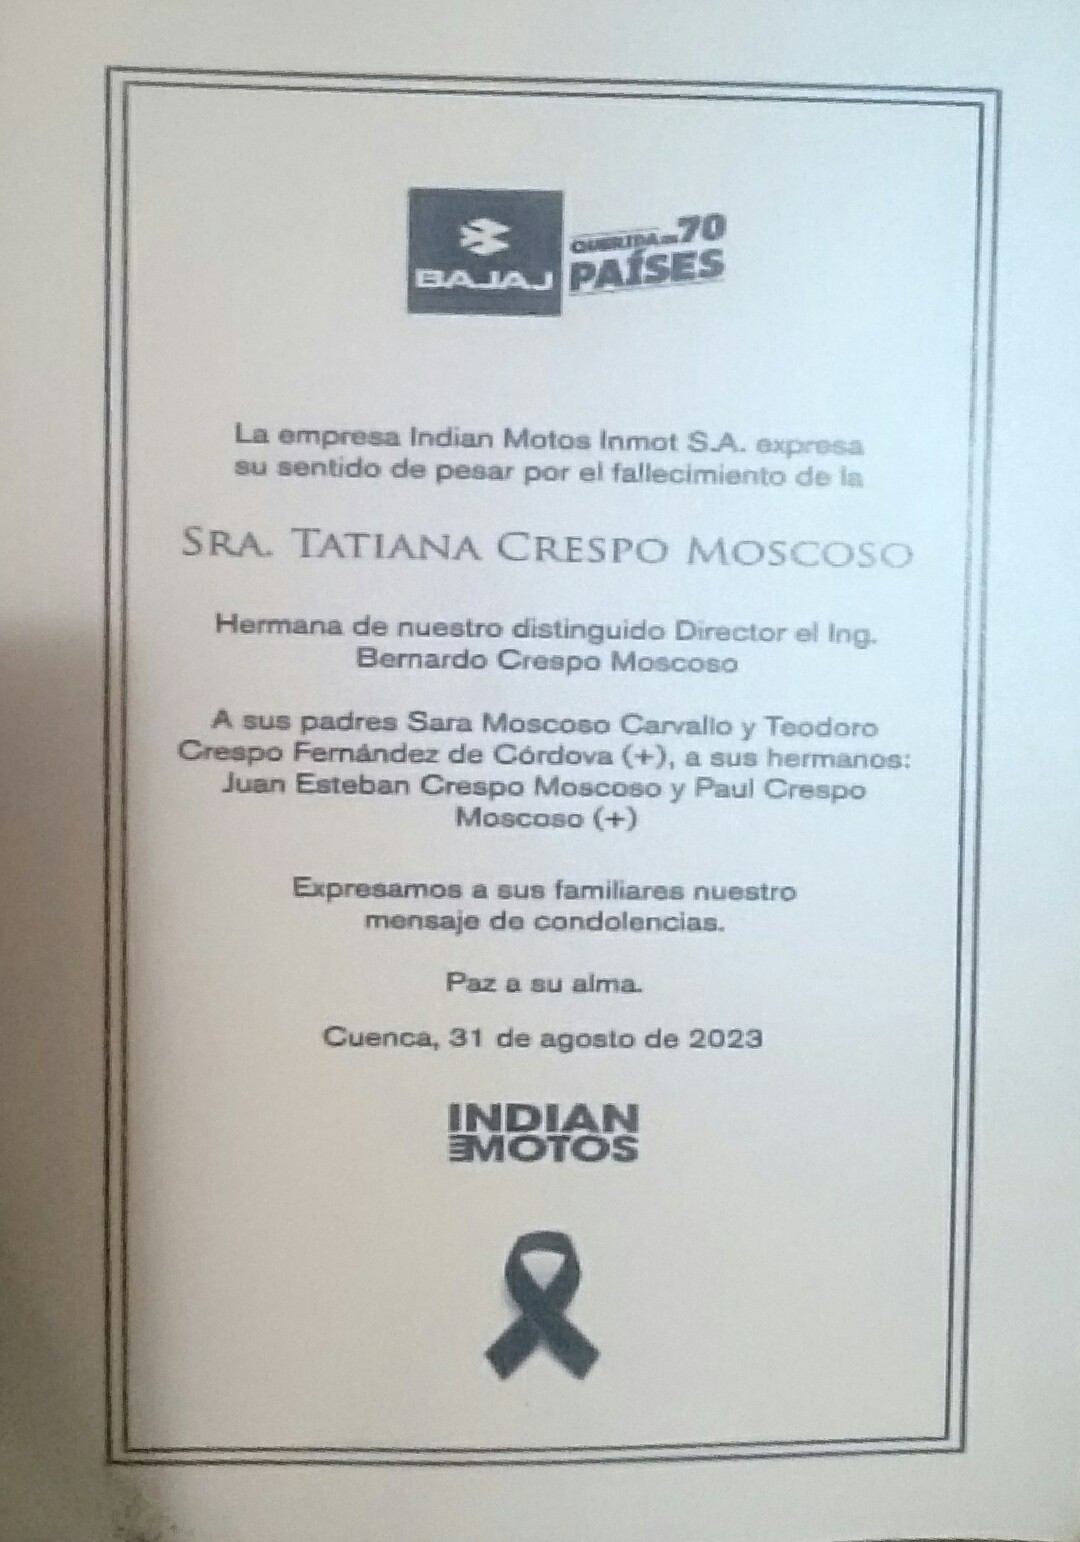 BAJAJ
QUERIDA EN 70
PAÍSES
La empresa Indian Motos Inmot S.A. expresa
su sentido de pesar por el fallecimiento de la
SRA. TATIANA CRESPO MOSCOSO
Hermana de nuestro distinguido Director el Ing.
Bernardo Crespo Moscoso
A sus padres Sara Moscoso Carvallo y Teodoro
Crespo Fernández de Córdova (+), a sus hermanos:
Juan Esteban Crespo Moscoso y Paul Crespo
Moscoso (+)
Expresamos a sus familiares nuestro
mensaje de condolencias.
Paz a su alma.
Cuenca, 31 de agosto de 2023
INDIAN
MOTOS